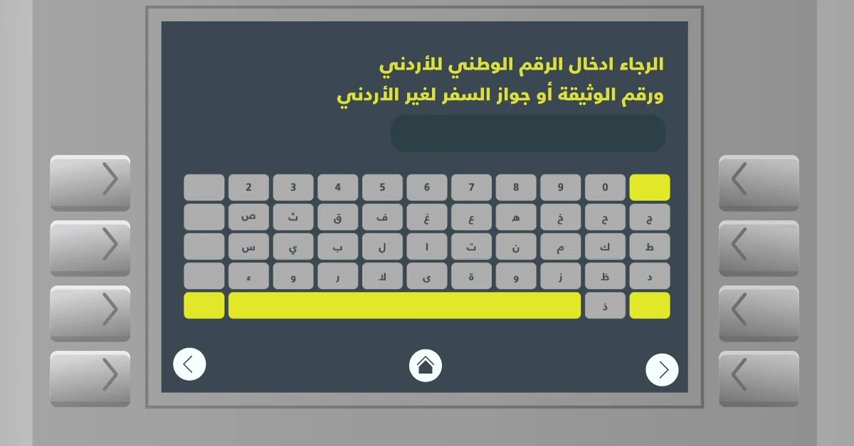 الرجاء ادخال الرقم الوطني للأردني
ورقم الوثيقة أو جواز السفر لغير الأردني
2 3 4 5 6 7 8 9 0
ص ث ق ف غ ع ه خ ح ج
س ي ب ل ا ت ن م ك ط
ء و ر لا ى ة و ز ظ د
ذ